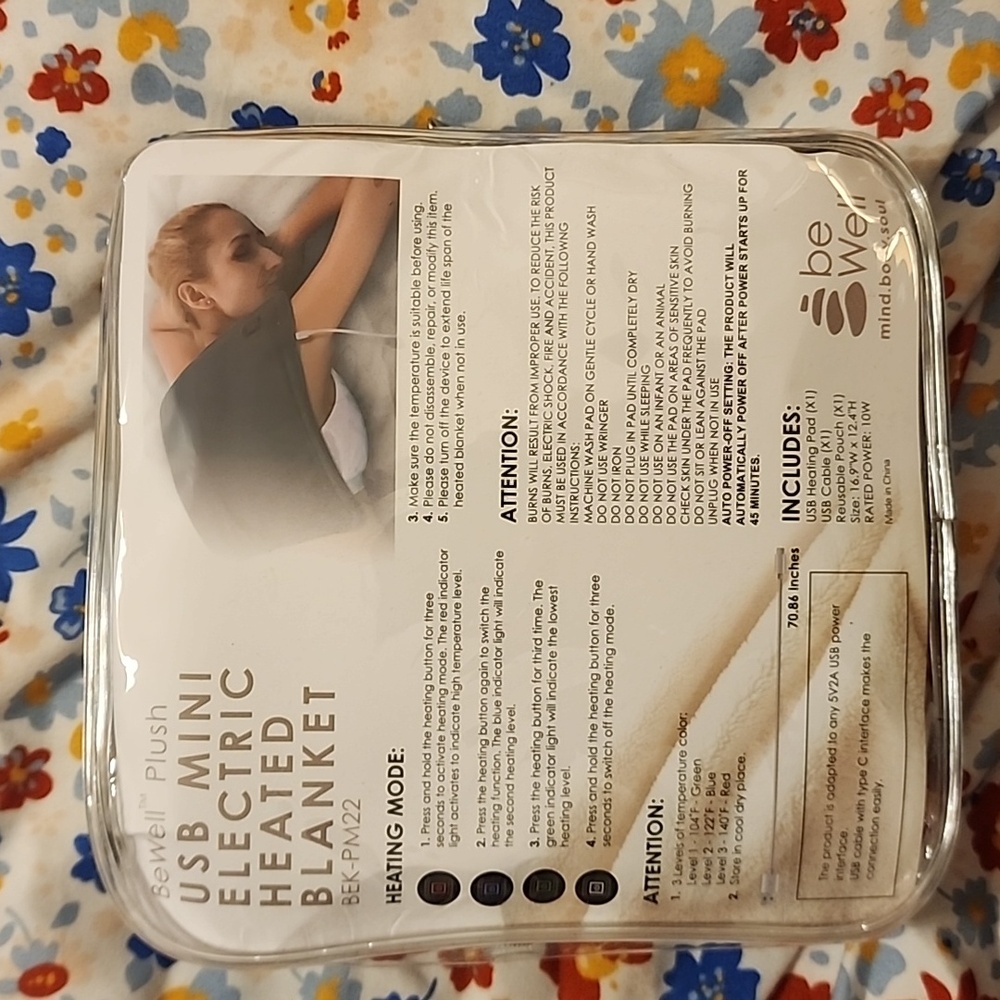 BeWell™ Plush
USB MINI
ELECTRIC
HEATED
BLANKET
BEK-PM22
HEATING MODE:
1. Press and hold the heating button for three
seconds to activate heating mode. The red indicator
light activates to indicate high temperature level.
2. Press the heating button again to switch the
heating function. The blue indicator light will indicate
the second heating level.
3. Press the heating button for third time. The
green indicator light will indicate the lowest
heating level.
4. Press and hold the heating button for three
seconds to switch off the heating mode.
ATTENTION:
1. 3 Levels of temperature color:
Level 1 - 104°F - Green
Level 2 - 122°F - Blue
Level 3 - 140°F - Red
2. Store in cool dry place.
70.86 Inches
The product is adapted to any 5V2A USB power
interface.
USB cable with type C interface makes the
connection easily.
3. Make sure the temperature is suitable before using.
4. Please do not disassemble, repair, or modify this item.
5. Please turn off the device to extend life span of the
heated blanket when not in use.
ATTENTION:
BURNS WILL RESULT FROM IMPROPER USE. TO REDUCE THE RISK
OF BURNS, ELECTRIC SHOCK, FIRE AND ACCIDENT, THIS PRODUCT
MUST BE USED IN ACCORDANCE WITH THE FOLLOWING
INSTRUCTIONS:
MACHINE WASH PAD ON GENTLE CYCLE OR HAND WASH
DO NOT USE WRINGER
DO NOT IRON
DO NOT PLUG IN PAD UNTIL COMPLETELY DRY
DO NOT USE WHILE SLEEPING
DO NOT USE ON AN INFANT OR AN ANIMAL
DO NOT USE THE PAD ON AREAS OF SENSITIVE SKIN
CHECK SKIN UNDER THE PAD FREQUENTLY TO AVOID BURNING
DO NOT SIT OR LEAN AGAINST THE PAD
UNPLUG WHEN NOT IN USE
AUTO POWER-OFF SETTING: THE PRODUCT WILL
AUTOMATICALLY POWER OFF AFTER POWER STARTS UP FOR
45 MINUTES.
INCLUDES:
USB Heating Pad (X1)
USB Cable (X1)
Reusable Pouch (X1)
Size: 16.9"W x 12.4"H
RATED POWER: 10W
Made in China
be
Well
mind.body.soul